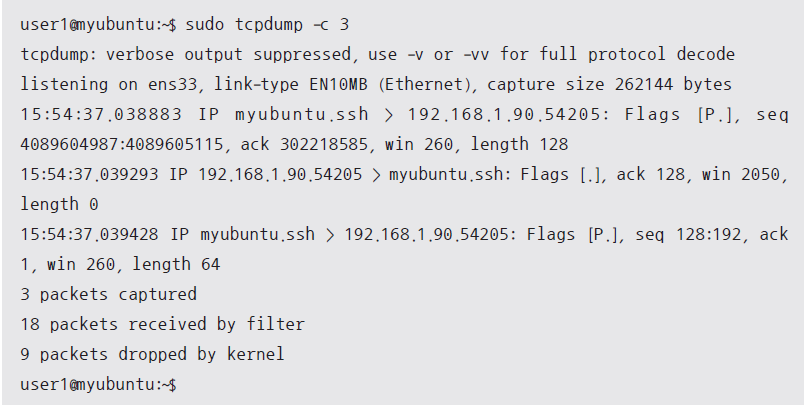 user1@myubuntu:~$ sudo tcpdump -c 3
tcpdump: verbose output suppressed, use -v or -vv for full protocol decode
listening on ens33, link-type EN10MB (Ethernet), capture size 262144 bytes
15:54:37.038883 IP myubuntu.ssh > 192.168.1.90.54205: Flags [P.], seq
4089604987:4089605115, ack 302218585, win 260, length 128
15:54:37.039293 IP 192.168.1.90.54205 > myubuntu.ssh: Flags [.], ack 128, win 2050,
length 0
15:54:37.039428 IP myubuntu.ssh > 192.168.1.90.54205: Flags [P.], seq 128:192, ack
1, win 260, length 64
3 packets captured
18 packets received by filter
9 packets dropped by kernel
user1@myubuntu:~$